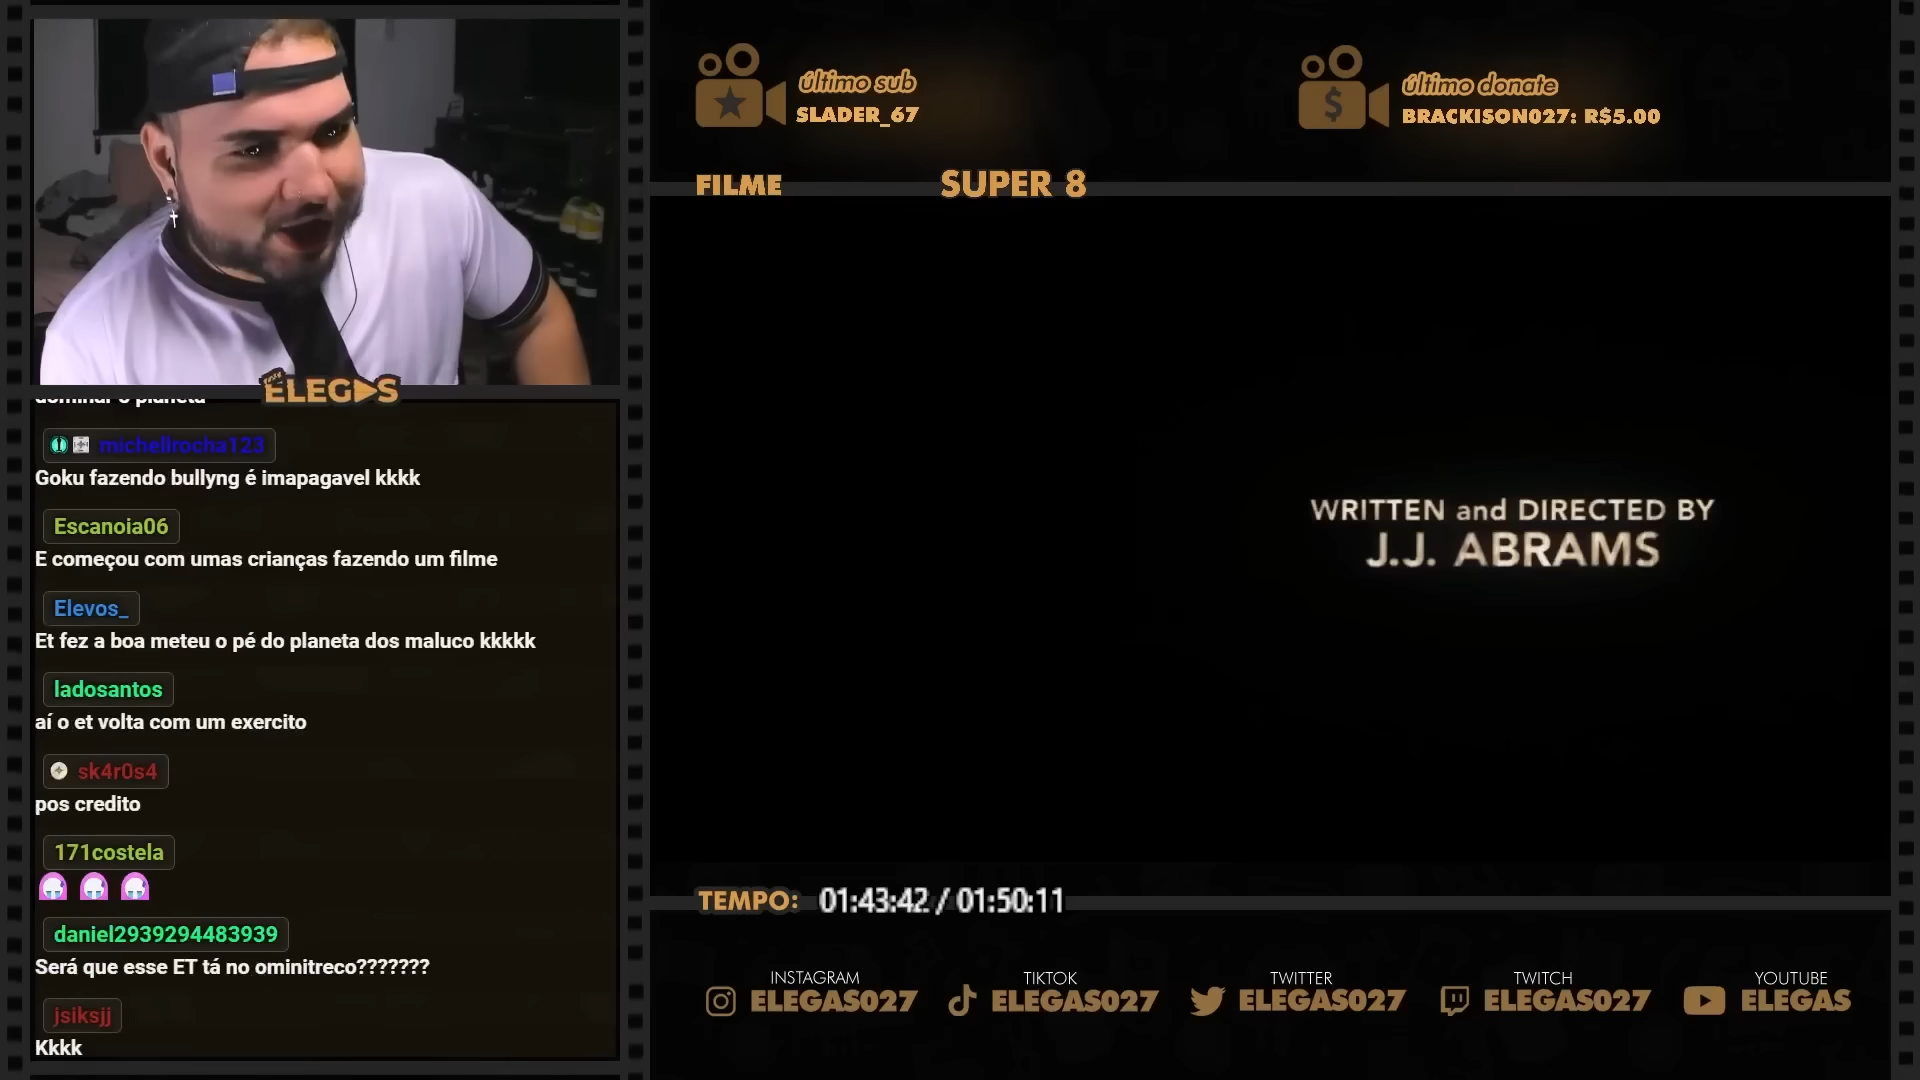 último sub
SLADER_67
último donate
BRACKISON027: R$5.00
FILME
SUPER 8
ELEGAS
dominar o planeta
michellrocha123
Goku fazendo bullyng é imapagavel kkkk
Escanoia06
E começou com umas crianças fazendo um filme
Elevos_
Et fez a boa meteu o pé do planeta dos maluco kkkkk
ladosantos
aí o et volta com um exercito
sk4r0s4
pos credito
171costela
daniel2939294483939
Será que esse ET tá no ominitreco???????
jsiksjj
Kkkk
WRITTEN and DIRECTED BY
J.J. ABRAMS
TEMPO: 01:43:42 / 01:50:11
INSTAGRAM
ELEGAS027
TIKTOK
ELEGAS027
TWITTER
ELEGAS027
TWITCH
ELEGAS027
YOUTUBE
ELEGAS